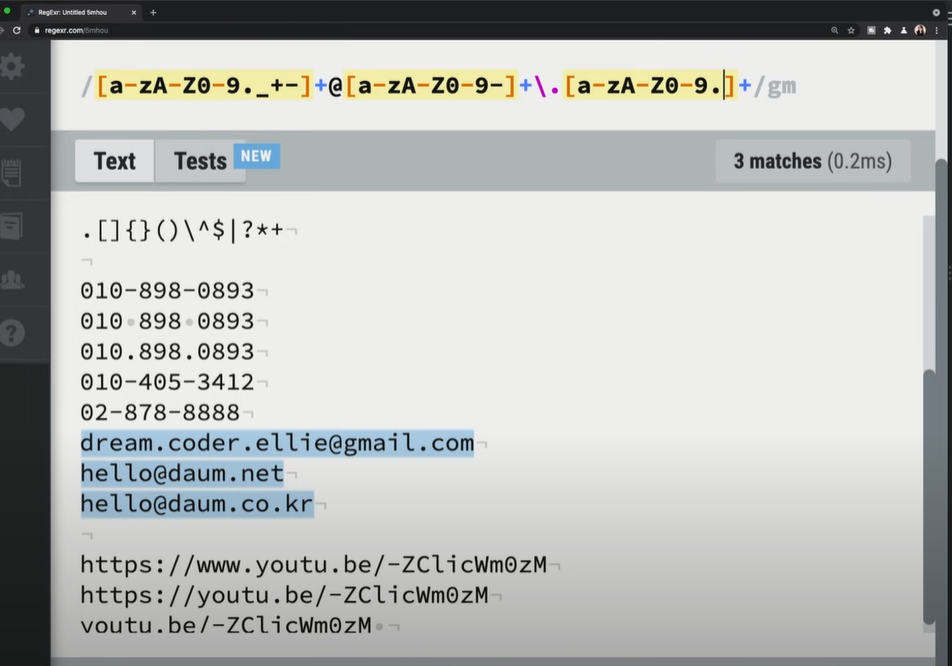 RegExr: Untitled 5mhou
regexr.com/5mhou
/[a-zA-Z0-9._+-]+@[a-zA-Z0-9-]+\.[a-zA-Z0-9.]+/gm
Text Tests NEW 3 matches (0.2ms)
.[]{}()\^$|?*+
010-898-0893
010 898 0893
010.898.0893
010-405-3412
02-878-8888
dream.coder.ellie@gmail.com
hello@daum.net
hello@daum.co.kr
https://www.youtu.be/-ZClicWm0zM
https://youtu.be/-ZClicWm0zM
youtu.be/-ZClicWm0zM